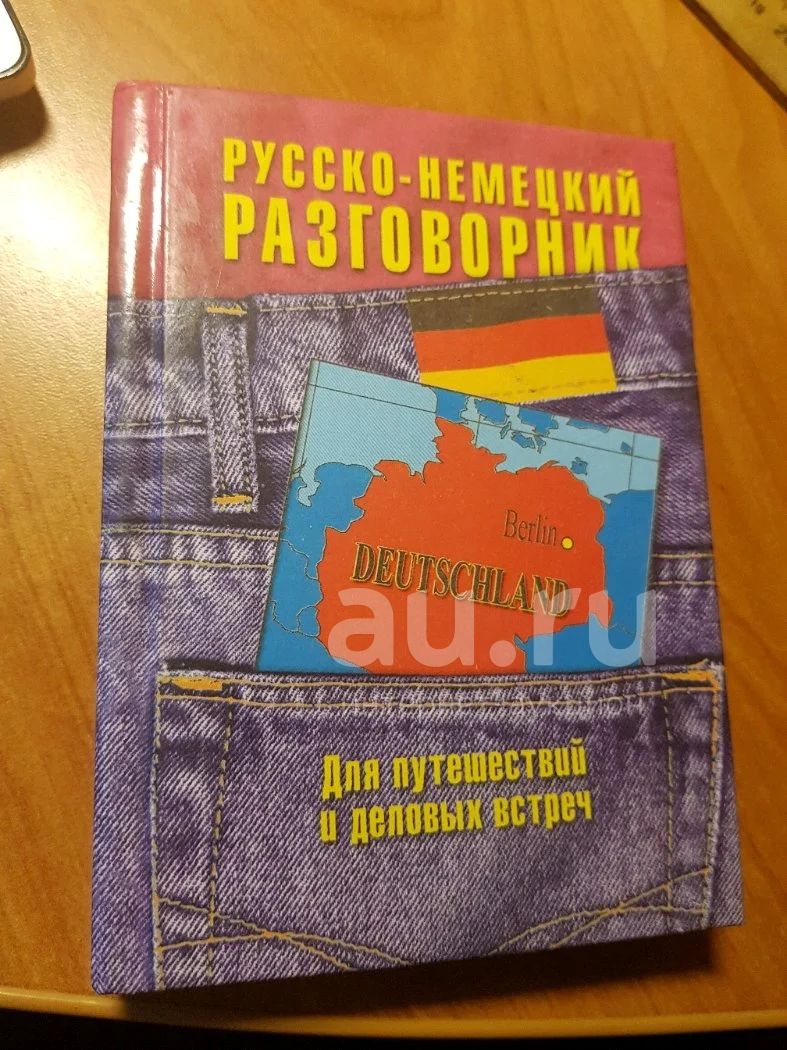 РУССКО-НЕМЕЦКИЙ
РАЗГОВОРНИК
Berlin
DEUTSCHLAND
au.ru
Для путешествий
и деловых встреч